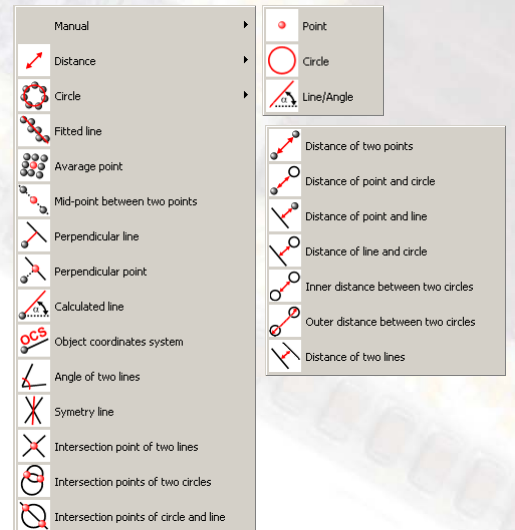 Manual
Distance
Circle
Fitted line
Avarage point
Mid-point between two points
Perpendicular line
Perpendicular point
α
Calculated line
OCS
Object coordinates system
Angle of two lines
Symetry line
Intersection point of two lines
Intersection points of two circles
Intersection points of circle and line
Point
Circle
α
Line/Angle
Distance of two points
Distance of point and circle
Distance of point and line
Distance of line and circle
Inner distance between two circles
Outer distance between two circles
Distance of two lines